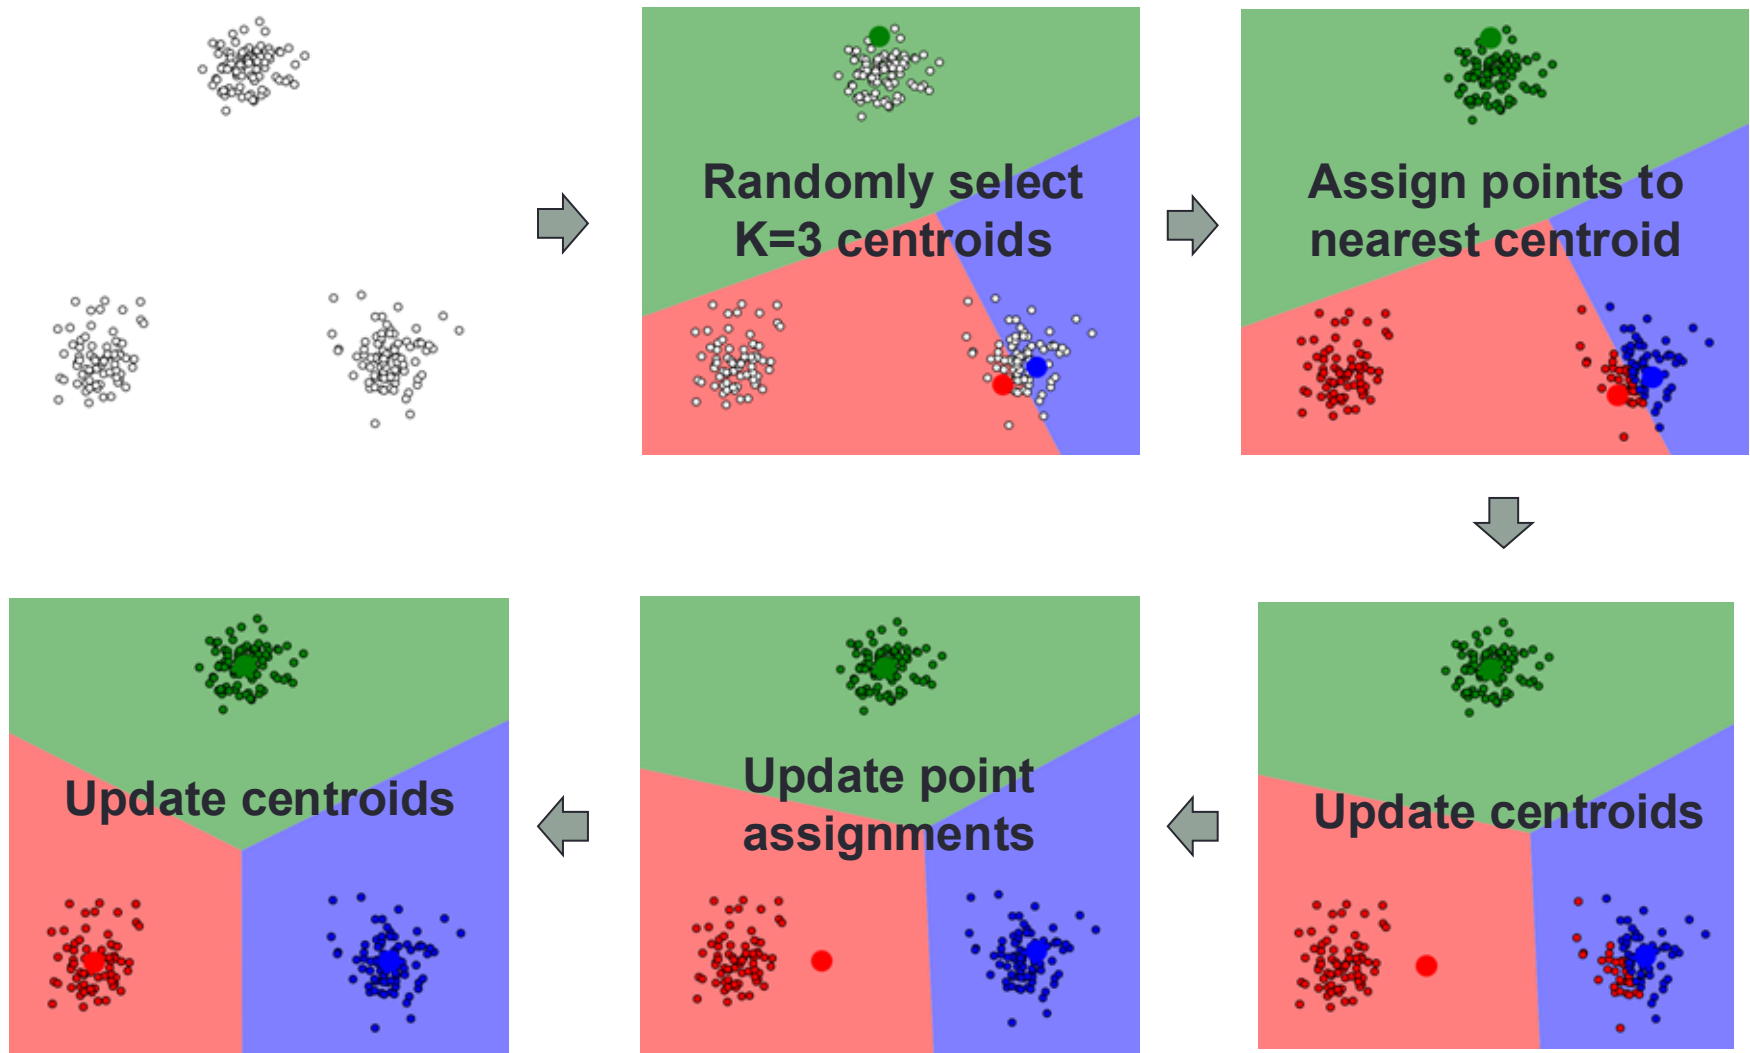 Randomly select
K=3 centroids
Assign points to
nearest centroid
Update centroids
Update point
assignments
Update centroids